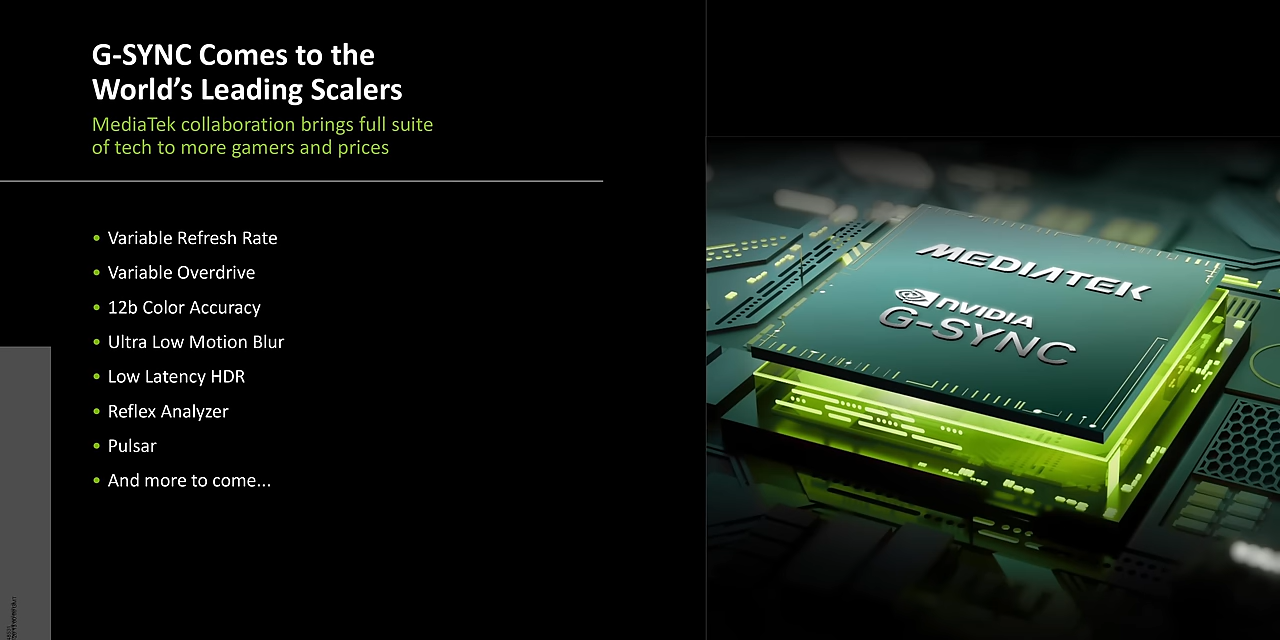 G-SYNC Comes to the
World’s Leading Scalers
MediaTek collaboration brings full suite
of tech to more gamers and prices
• Variable Refresh Rate
• Variable Overdrive
• 12b Color Accuracy
• Ultra Low Motion Blur
• Low Latency HDR
• Reflex Analyzer
• Pulsar
• And more to come...
MEDIATEK
NVIDIA
G-SYNC